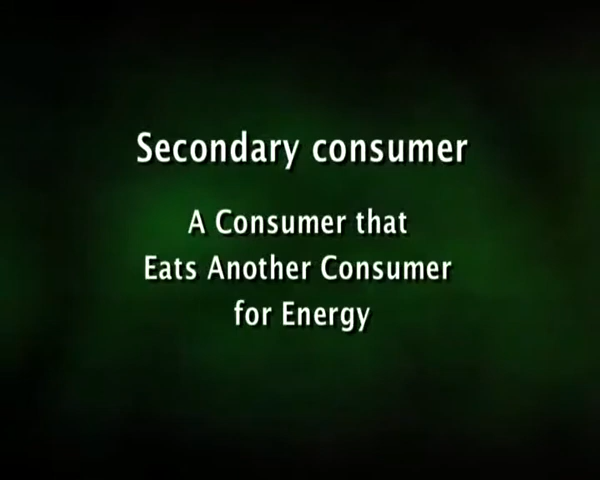 Secondary consumer
A Consumer that
Eats Another Consumer
for Energy